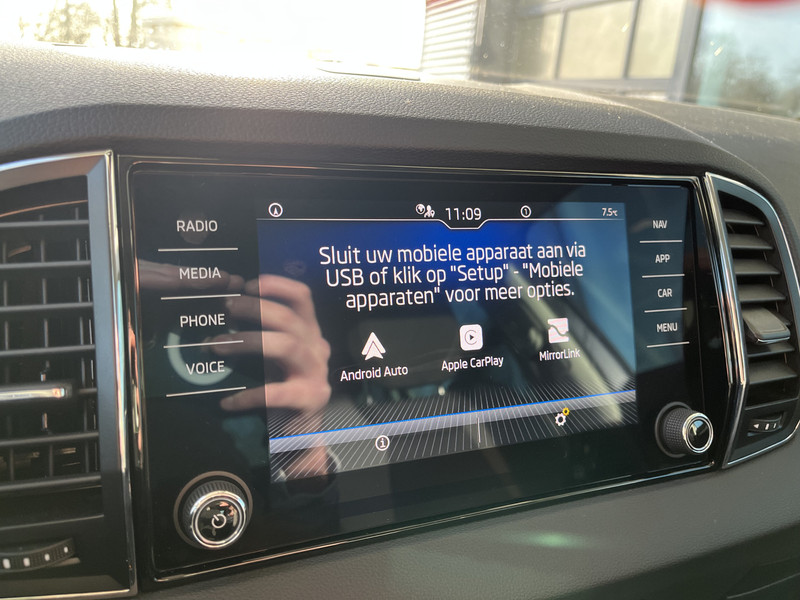 11:09
1
7.5°C
RADIO
MEDIA
PHONE
VOICE
Sluit uw mobiele apparaat aan via
USB of klik op "Setup" - "Mobiele
apparaten" voor meer opties.
Android Auto
Apple CarPlay
MirrorLink
NAV
APP
CAR
MENU